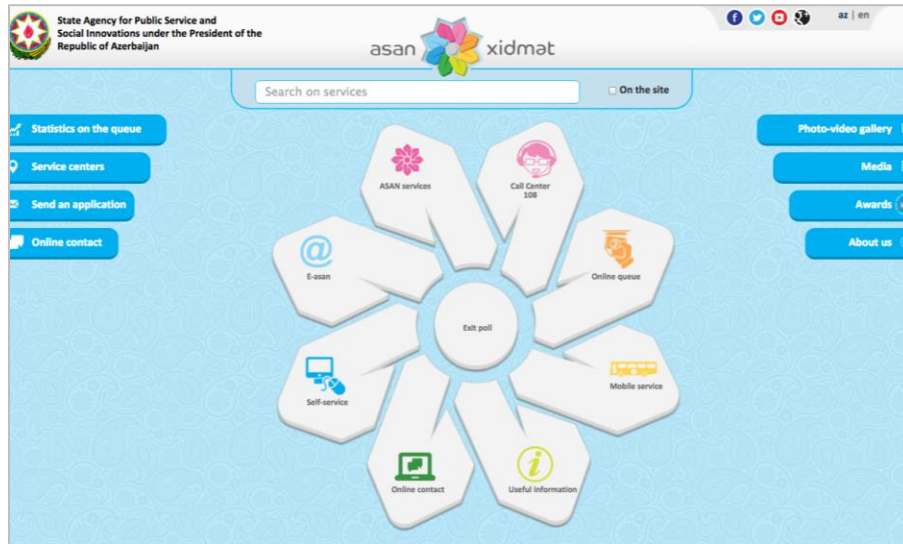 State Agency for Public Service and
Social Innovations under the President of the
Republic of Azerbaijan
asan xidmət
az | en
Search on services
On the site
Statistics on the queue
Service centers
Send an application
Online contact
Photo-video gallery
Media
Awards
About us
ASAN services
Call Center
108
E-asan
Online queue
Exit poll
Self-service
Mobile service
Online contact
Useful information